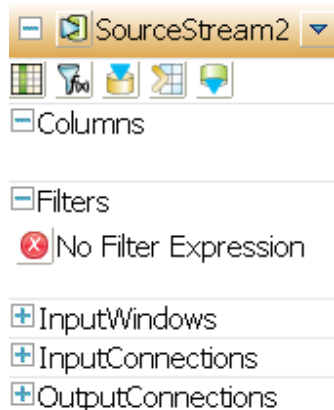 SourceStream2
Columns
Filters
No Filter Expression
InputWindows
InputConnections
OutputConnections